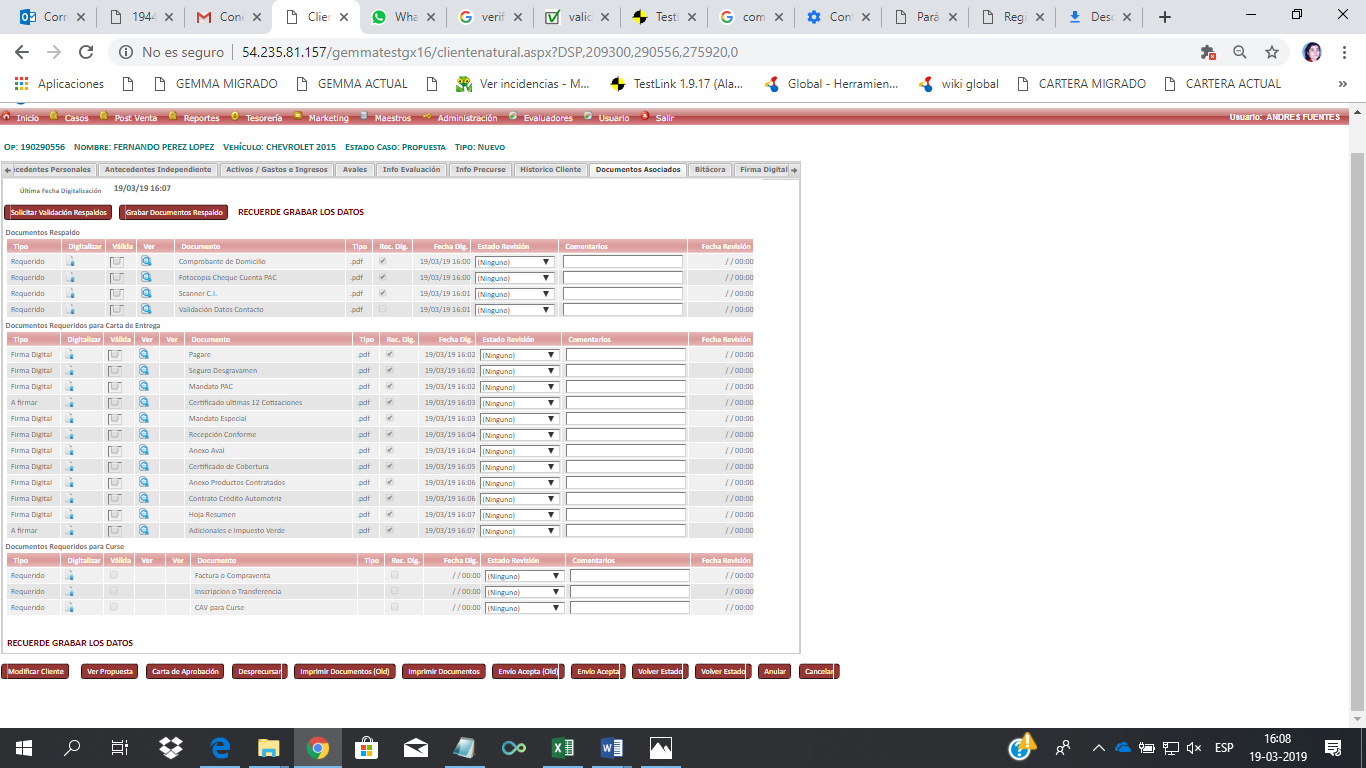 Corr 1944 Con Clier Wha verif valic Testl com Con Pará Regi Desc
No es seguro 54.235.81.157/gemmatestgx16/clientenatural.aspx?DSP,209300,290556,275920,0
Aplicaciones GEMMA MIGRADO GEMMA ACTUAL Ver incidencias - M... TestLink 1.9.17 (Ala... Global - Herramien... wiki global CARTERA MIGRADO CARTERA ACTUAL »
Inicio Casos Post Venta Reportes Tesorería Marketing Maestros Administración Evaluadores Usuario Salir Usuario: ANDRES FUENTES
Op: 190290556 Nombre: FERNANDO PEREZ LOPEZ Vehículo: CHEVROLET 2015 Estado Caso: Propuesta Tipo: Nuevo
cedentes Personales Antecedentes Independiente Activos / Gastos e Ingresos Avales Info Evaluación Info Precurse Historico Cliente Documentos Asociados Bitácora Firma Digital
Última Fecha Digitalización 19/03/19 16:07
Solicitar Validación Respaldos Grabar Documentos Respaldo RECUERDE GRABAR LOS DATOS
Documentos Respaldo
Tipo Digitalizar Válida Ver Documento Tipo Rec. Dig. Fecha Dig. Estado Revisión Comentarios Fecha Revisión
Requerido Comprobante de Domicilio .pdf 19/03/19 16:00 (Ninguno) / / 00:00
Requerido Fotocopia Cheque Cuenta PAC .pdf 19/03/19 16:00 (Ninguno) / / 00:00
Requerido Scanner C.I. .pdf 19/03/19 16:01 (Ninguno) / / 00:00
Requerido Validación Datos Contacto .pdf 19/03/19 16:01 (Ninguno) / / 00:00
Documentos Requeridos para Carta de Entrega
Tipo Digitalizar Válida Ver Ver Documento Tipo Rec. Dig. Fecha Dig. Estado Revisión Comentarios Fecha Revisión
Firma Digital Pagare .pdf 19/03/19 16:02 (Ninguno) / / 00:00
Firma Digital Seguro Desgravamen .pdf 19/03/19 16:02 (Ninguno) / / 00:00
Firma Digital Mandato PAC .pdf 19/03/19 16:02 (Ninguno) / / 00:00
A firmar Certificado ultimas 12 Cotizaciones .pdf 19/03/19 16:03 (Ninguno) / / 00:00
Firma Digital Mandato Especial .pdf 19/03/19 16:03 (Ninguno) / / 00:00
Firma Digital Recepción Conforme .pdf 19/03/19 16:04 (Ninguno) / / 00:00
Firma Digital Anexo Aval .pdf 19/03/19 16:04 (Ninguno) / / 00:00
Firma Digital Certificado de Cobertura .pdf 19/03/19 16:05 (Ninguno) / / 00:00
Firma Digital Anexo Productos Contratados .pdf 19/03/19 16:06 (Ninguno) / / 00:00
Firma Digital Contrato Crédito Automotriz .pdf 19/03/19 16:06 (Ninguno) / / 00:00
Firma Digital Hoja Resumen .pdf 19/03/19 16:07 (Ninguno) / / 00:00
A firmar Adicionales e Impuesto Verde .pdf 19/03/19 16:07 (Ninguno) / / 00:00
Documentos Requeridos para Curse
Tipo Digitalizar Válida Ver Ver Documento Tipo Rec. Dig. Fecha Dig. Estado Revisión Comentarios Fecha Revisión
Requerido Factura o Compraventa / / 00:00 (Ninguno) / / 00:00
Requerido Inscripcion o Transferencia / / 00:00 (Ninguno) / / 00:00
Requerido CAV para Curse / / 00:00 (Ninguno) / / 00:00
RECUERDE GRABAR LOS DATOS
Modificar Cliente Ver Propuesta Carta de Aprobación Desprecursar Imprimir Documentos (Old) Imprimir Documentos Envío Acepta (Old) Envío Acepta Volver Estado Volver Estado Anular Cancelar
ESP 16:08
19-03-2019